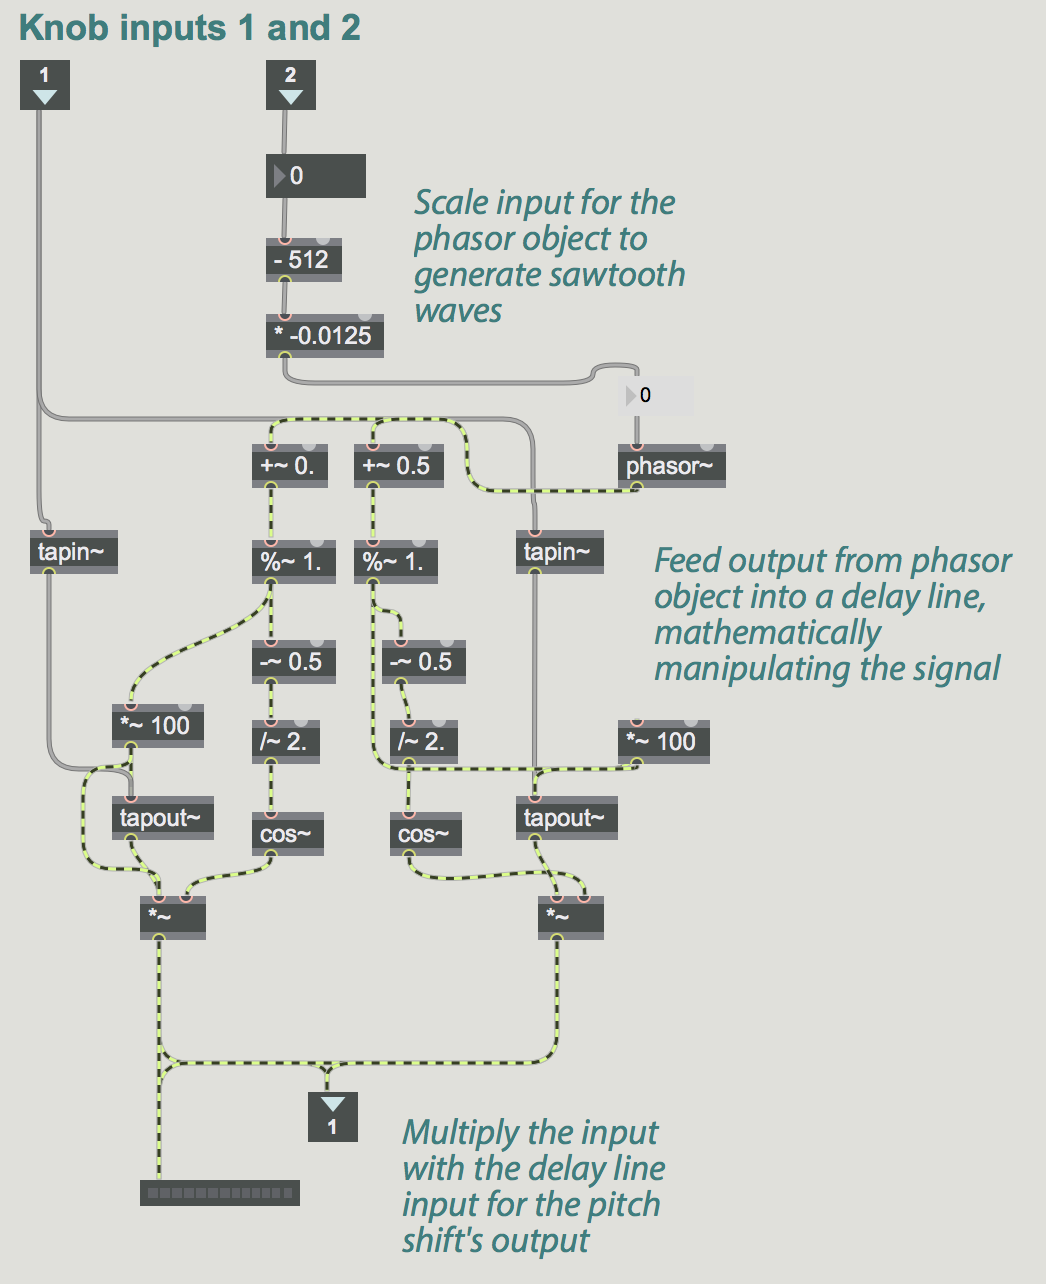 Knob inputs 1 and 2
1
2
0
Scale input for the
phasor object to
generate sawtooth
waves
- 512
* -0.0125
0
+~ 0.
+~ 0.5
phasor~
tapin~
%~ 1.
%~ 1.
tapin~
Feed output from phasor
object into a delay line,
mathematically
manipulating the signal
-~ 0.5
-~ 0.5
*~ 100
/~ 2.
/~ 2.
*~ 100
tapout~
cos~
cos~
tapout~
*~
*~
1
Multiply the input
with the delay line
input for the pitch
shift's output